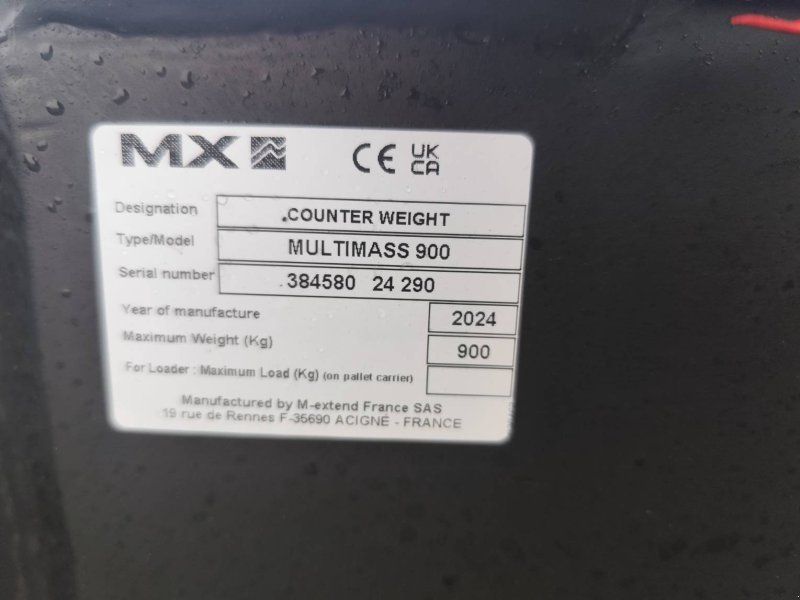 MX CE UK CA
Designation .COUNTER WEIGHT
Type/Model MULTIMASS 900
Serial number 384580 24 290
Year of manufacture 2024
Maximum Weight (Kg) 900
For Loader : Maximum Load (Kg) (on pallet carrier)
Manufactured by M-extend France SAS
19 rue de Rennes F-35690 ACIGNÉ - FRANCE